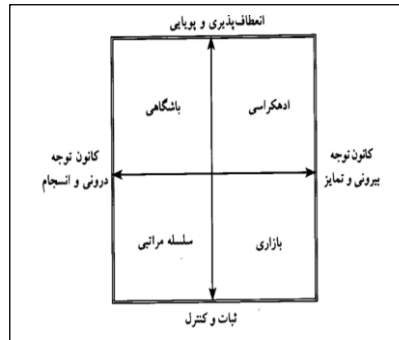 انعطاف‌پذیری و پویایی
ادهکراسی
باشگاهی
کانون توجه
بیرونی و تمایز
کانون توجه
درونی و انسجام
بازاری
سلسله مراتبی
ثبات و کنترل